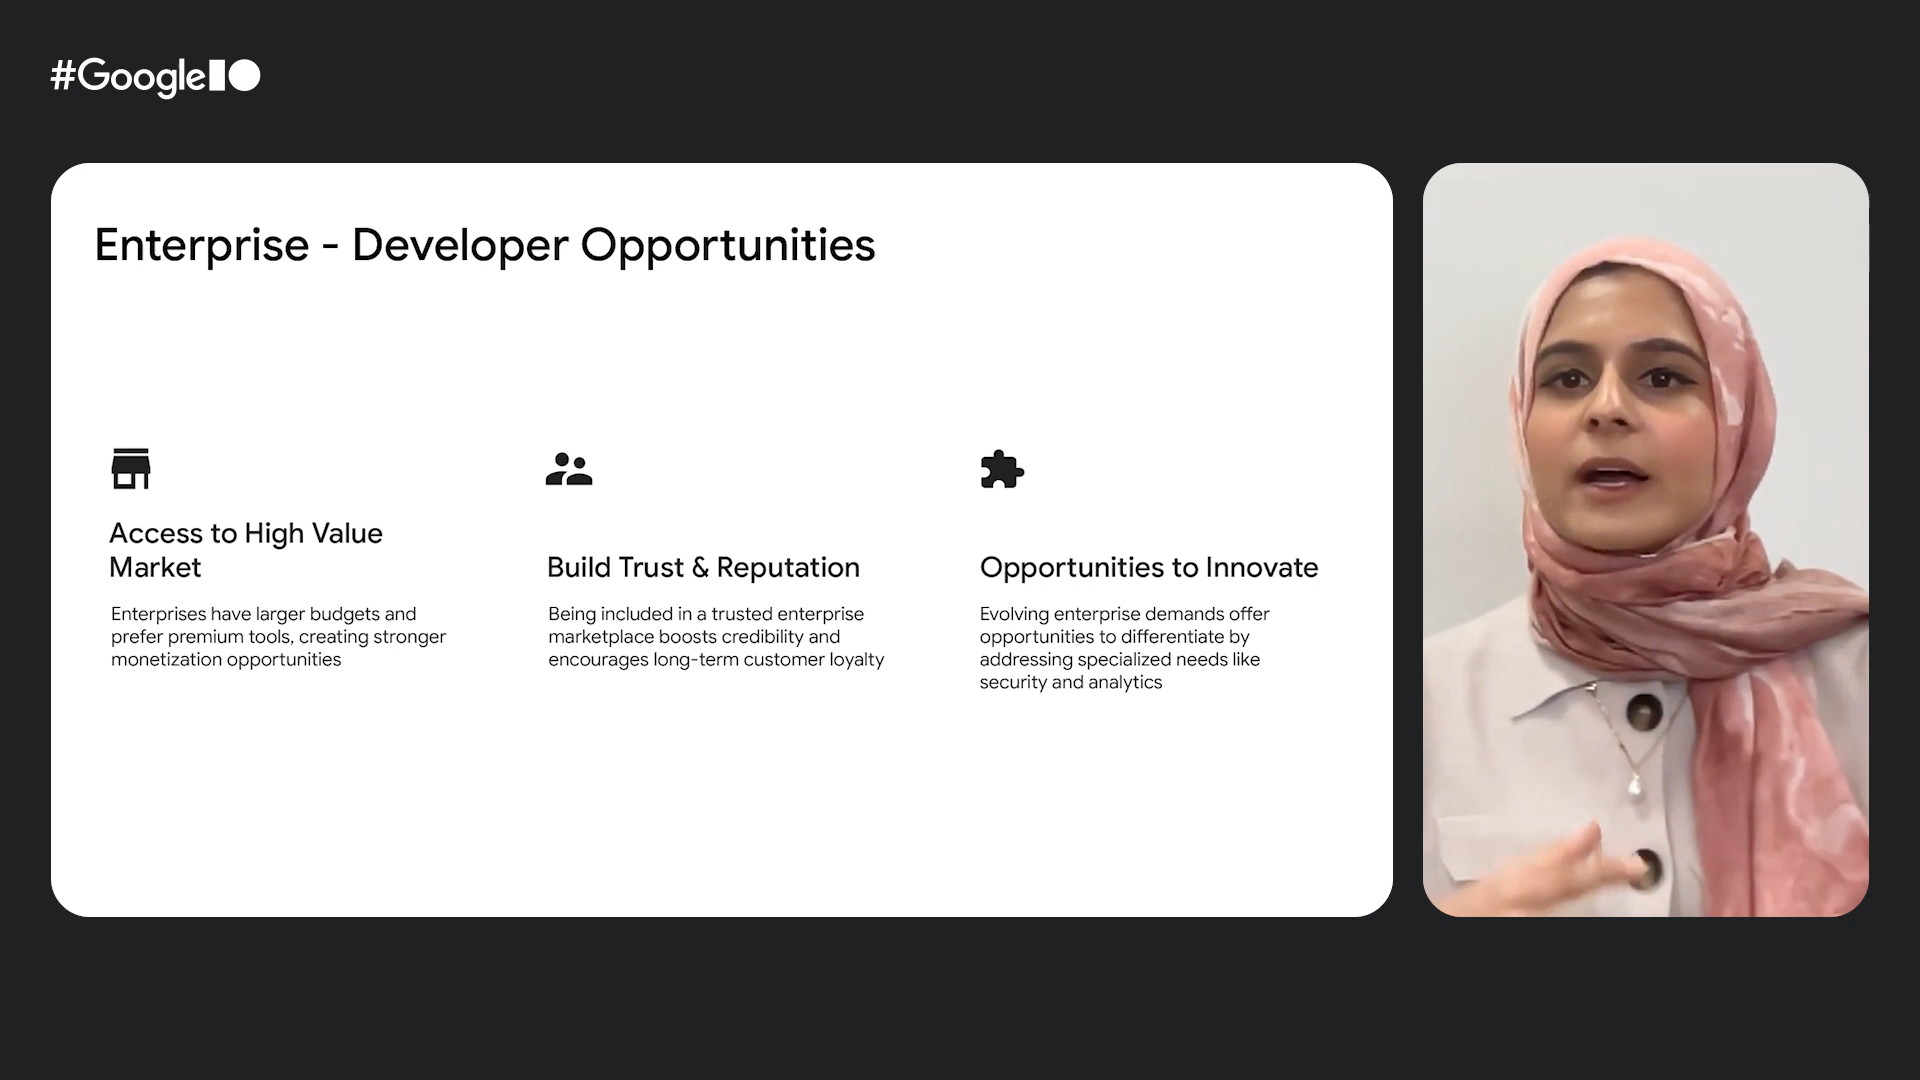 #GoogleIO
Enterprise - Developer Opportunities
Access to High Value
Market
Enterprises have larger budgets and
prefer premium tools, creating stronger
monetization opportunities
Build Trust & Reputation
Being included in a trusted enterprise
marketplace boosts credibility and
encourages long-term customer loyalty
Opportunities to Innovate
Evolving enterprise demands offer
opportunities to differentiate by
addressing specialized needs like
security and analytics